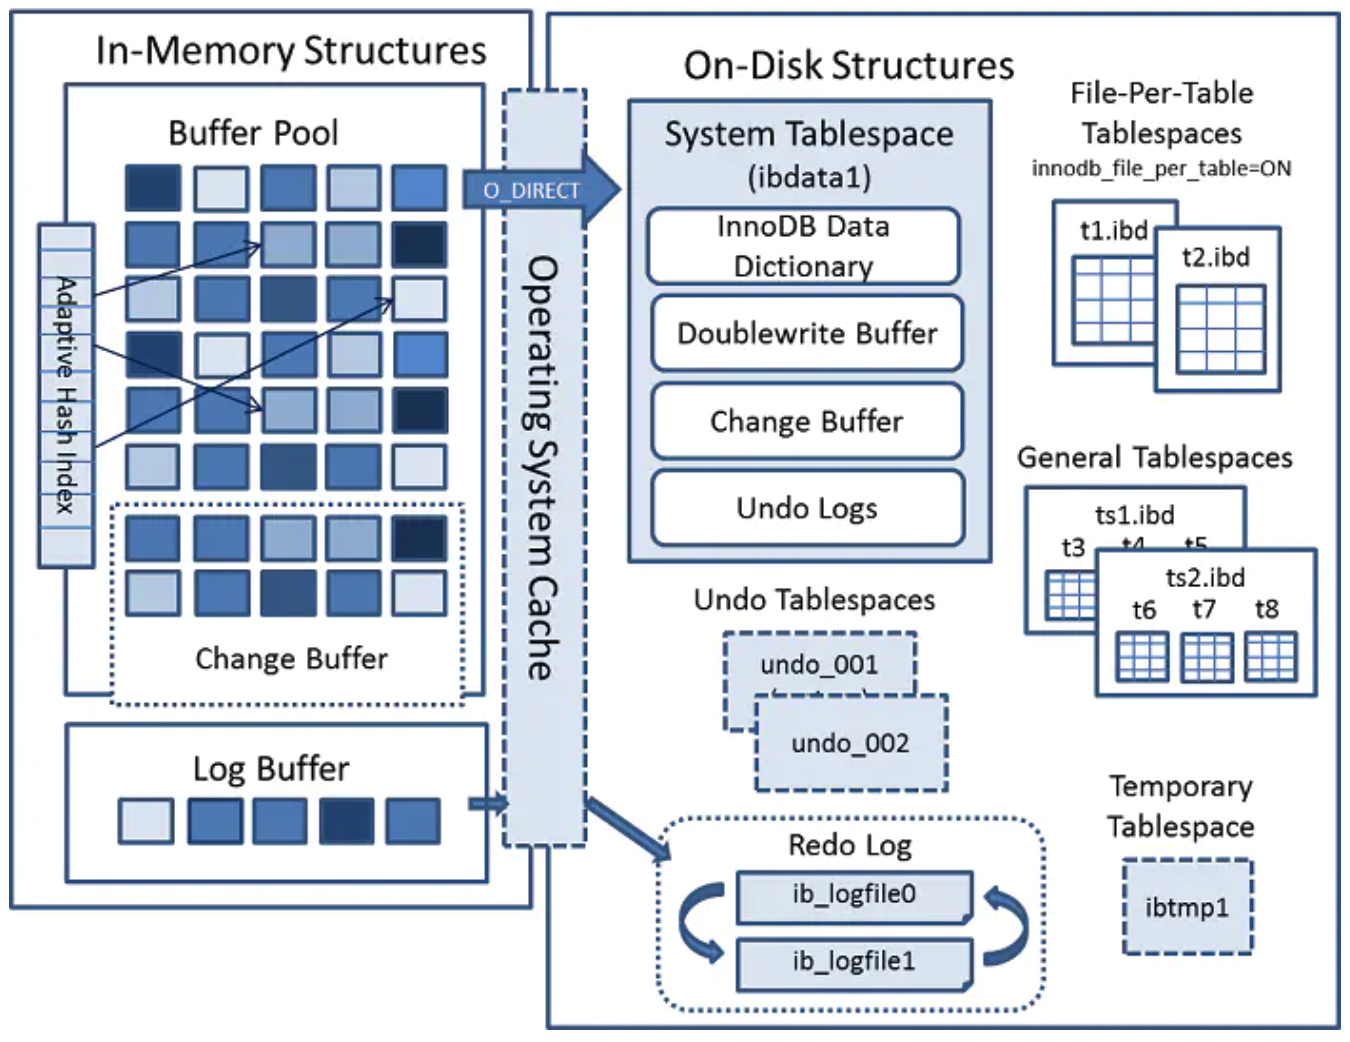 In-Memory Structures
Buffer Pool
Adaptive Hash Index
Change Buffer
Log Buffer
O_DIRECT
Operating System Cache
On-Disk Structures
System Tablespace
(ibdata1)
InnoDB Data
Dictionary
Doublewrite Buffer
Change Buffer
Undo Logs
Undo Tablespaces
undo_001
undo_002
Redo Log
ib_logfile0
ib_logfile1
File-Per-Table
Tablespaces
innodb_file_per_table=ON
t1.ibd
t2.ibd
General Tablespaces
ts1.ibd
t3 t4 t5
ts2.ibd
t6 t7 t8
Temporary
Tablespace
ibtmp1